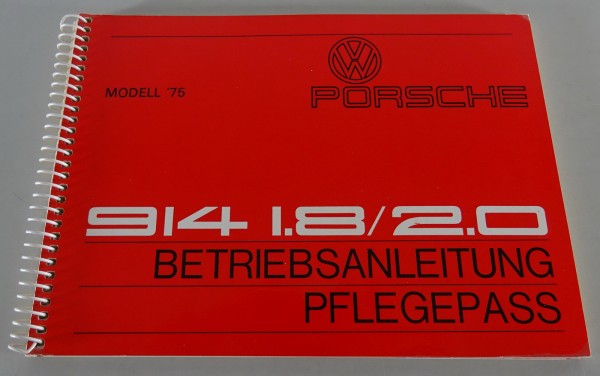 VW
PORSCHE
MODELL '75
914 1.8/2.0
BETRIEBSANLEITUNG
PFLEGEPASS